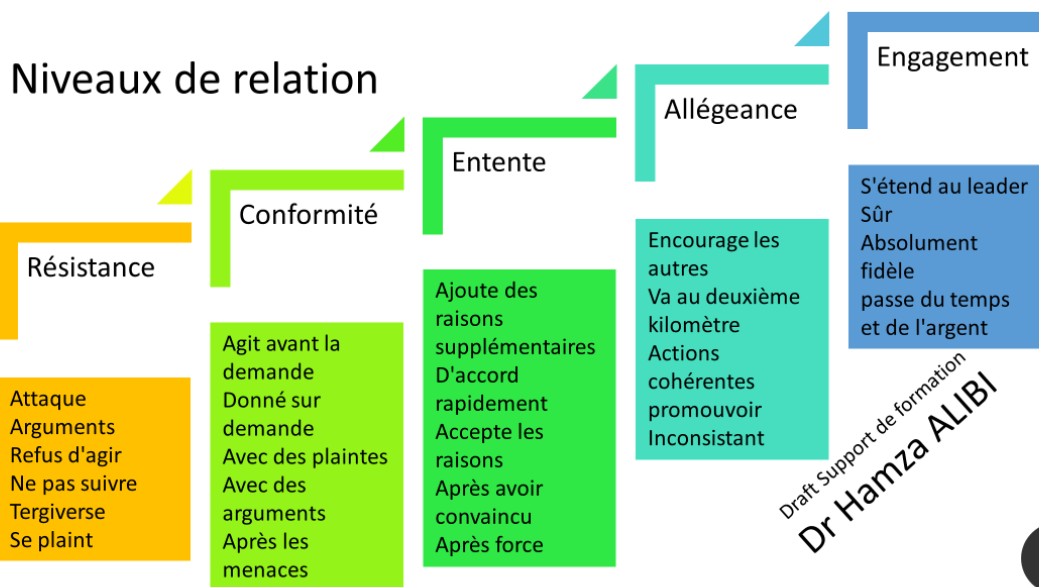 Niveaux de relation
Résistance
Attaque
Arguments
Refus d'agir
Ne pas suivre
Tergiverse
Se plaint
Conformité
Agit avant la
demande
Donné sur
demande
Avec des plaintes
Avec des
arguments
Après les
menaces
Entente
Ajoute des
raisons
supplémentaires
D'accord
rapidement
Accepte les
raisons
Après avoir
convaincu
Après force
Allégeance
Encourage les
autres
Va au deuxième
kilomètre
Actions
cohérentes
promouvoir
Inconsistant
Engagement
S'étend au leader
Sûr
Absolument
fidèle
passe du temps
et de l'argent
Draft Support de formation
Dr Hamza ALIBI